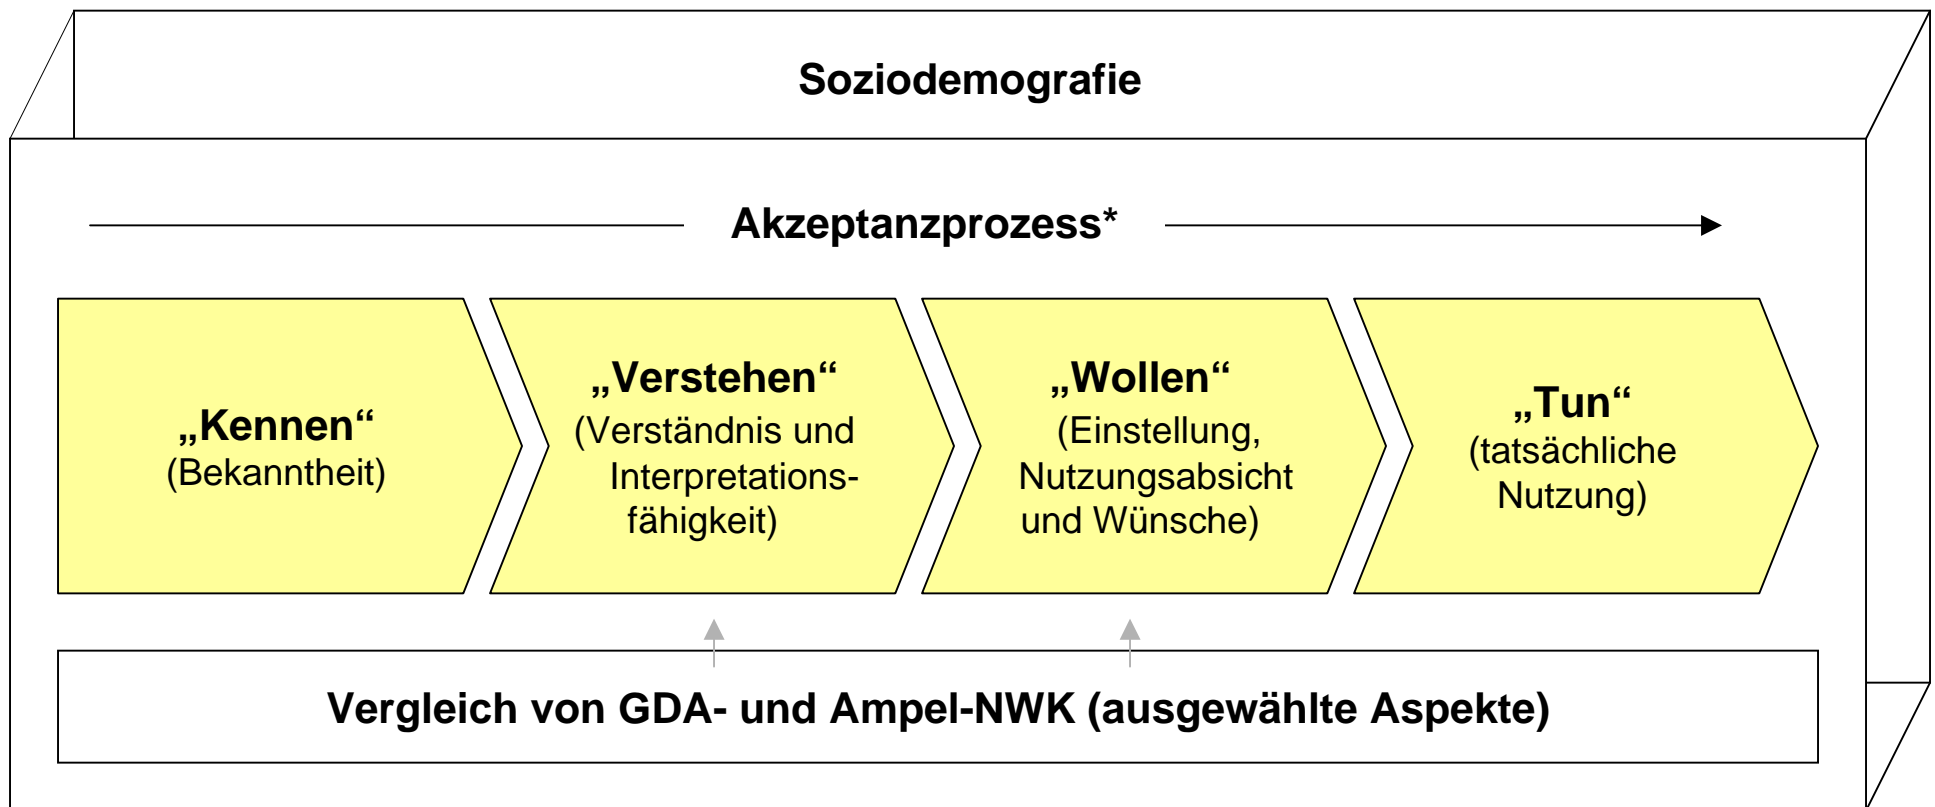 Soziodemografie
Akzeptanzprozess*
„Kennen“
(Bekanntheit)
„Verstehen“
(Verständnis und
Interpretations-
fähigkeit)
„Wollen“
(Einstellung,
Nutzungsabsicht
und Wünsche)
„Tun“
(tatsächliche
Nutzung)
Vergleich von GDA- und Ampel-NWK (ausgewählte Aspekte)